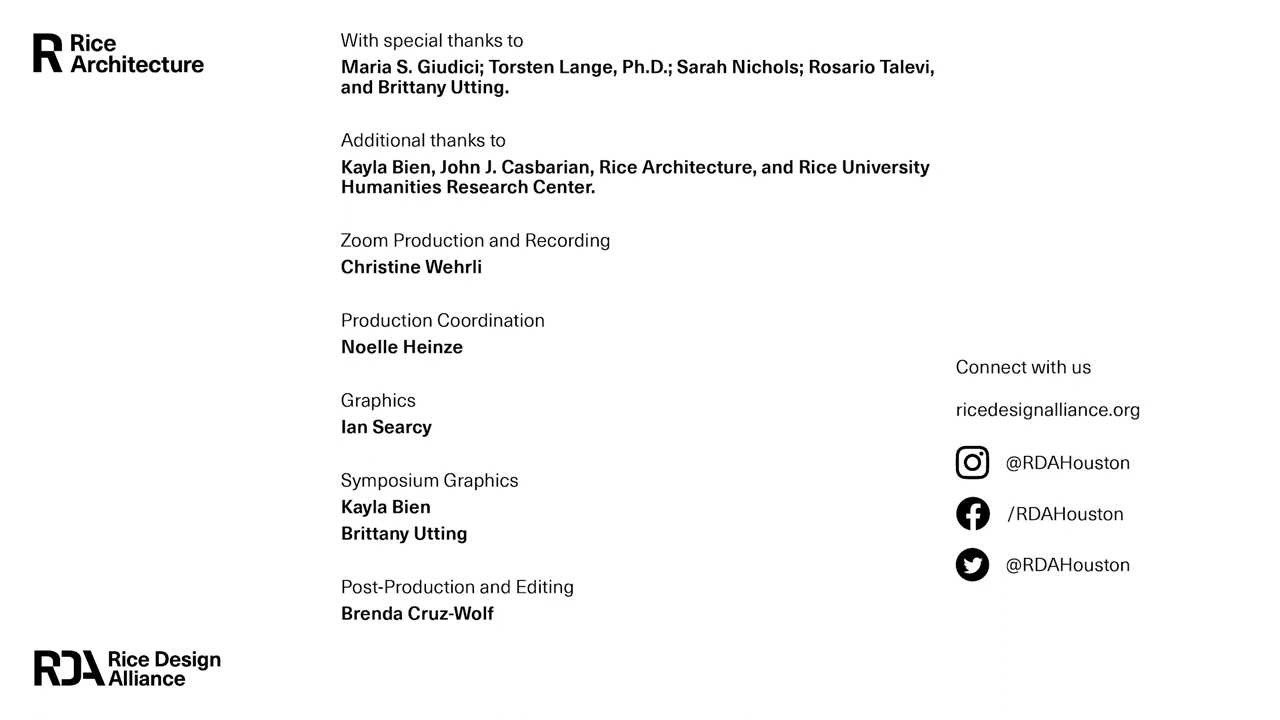 Rice
Architecture
With special thanks to
Maria S. Giudici; Torsten Lange, Ph.D.; Sarah Nichols; Rosario Talevi,
and Brittany Utting.
Additional thanks to
Kayla Bien, John J. Casbarian, Rice Architecture, and Rice University
Humanities Research Center.
Zoom Production and Recording
Christine Wehrli
Production Coordination
Noelle Heinze
Graphics
Ian Searcy
Symposium Graphics
Kayla Bien
Brittany Utting
Post-Production and Editing
Brenda Cruz-Wolf
Connect with us
ricedesignalliance.org
@RDAHouston
/RDAHouston
@RDAHouston
RDA Rice Design
Alliance